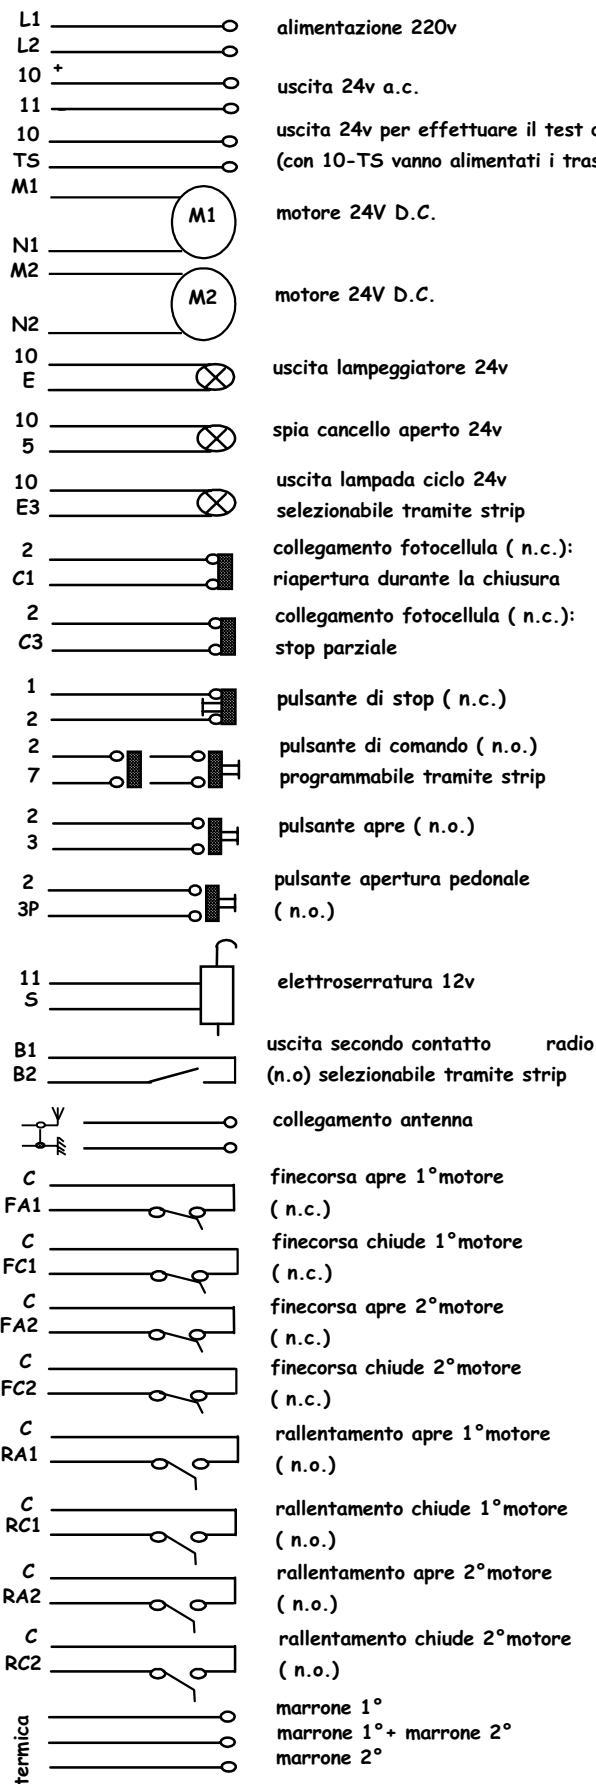 L1
L2
alimentazione 220v
10 +
11 -
uscita 24v a.c.
10
TS
uscita 24v per effettuare il test
(con 10-TS vanno alimentati i
M1
N1
M1
motore 24V D.C.
M2
N2
M2
motore 24V D.C.
10
E
uscita lampeggiatore 24v
10
5
spia cancello aperto 24v
10
E3
uscita lampada ciclo 24v
selezionabile tramite strip
2
C1
collegamento fotocellula ( n.c.):
riapertura durante la chiusura
2
C3
collegamento fotocellula ( n.c.):
stop parziale
1
2
pulsante di stop ( n.c.)
2
7
pulsante di comando ( n.o.)
programmabile tramite strip
2
3
pulsante apre ( n.o.)
2
3P
pulsante apertura pedonale
( n.o.)
11
S
elettroserratura 12v
B1
B2
uscita secondo contatto radio
(n.o) selezionabile tramite strip
collegamento antenna
C
FA1
finecorsa apre 1°motore
( n.c.)
C
FC1
finecorsa chiude 1°motore
( n.c.)
C
FA2
finecorsa apre 2°motore
( n.c.)
C
FC2
finecorsa chiude 2°motore
( n.c.)
C
RA1
rallentamento apre 1°motore
( n.o.)
C
RC1
rallentamento chiude 1°motore
( n.o.)
C
RA2
rallentamento apre 2°motore
( n.o.)
C
RC2
rallentamento chiude 2°motore
( n.o.)
termica
marrone 1°
marrone 1°+ marrone 2°
marrone 2°